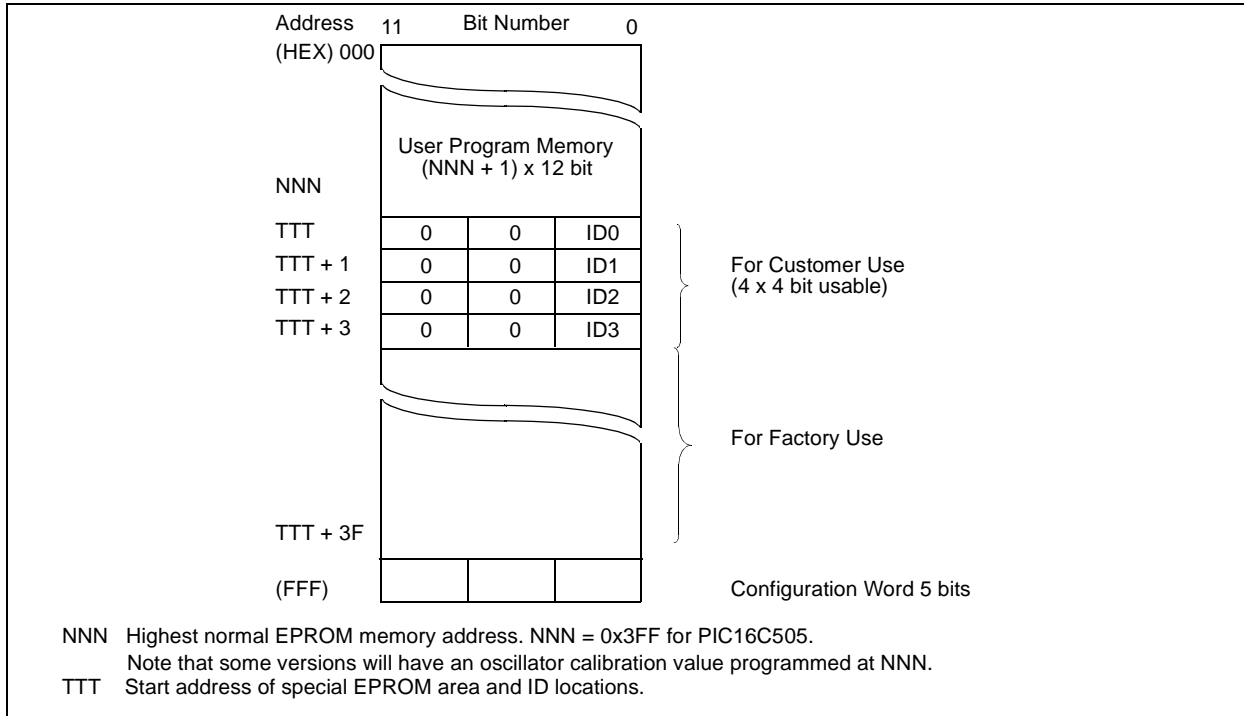 Address 11 Bit Number 0
(HEX) 000
User Program Memory
(NNN + 1) x 12 bit
NNN
TTT 0 0 ID0
TTT + 1 0 0 ID1 For Customer Use
TTT + 2 0 0 ID2 (4 x 4 bit usable)
TTT + 3 0 0 ID3
For Factory Use
TTT + 3F
(FFF) Configuration Word 5 bits
NNN Highest normal EPROM memory address. NNN = 0x3FF for PIC16C505.
Note that some versions will have an oscillator calibration value programmed at NNN.
TTT Start address of special EPROM area and ID locations.